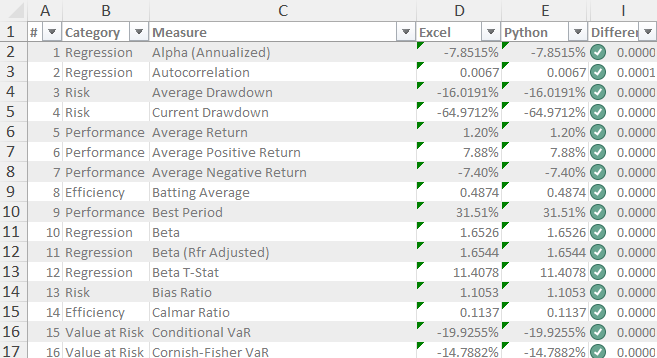 A B C D E I
1 # Category Measure Excel Python Differen
2 1 Regression Alpha (Annualized) -7.8515% -7.8515% 0.0000
3 2 Regression Autocorrelation 0.0067 0.0067 0.0001
4 3 Risk Average Drawdown -16.0191% -16.0191% 0.0000
5 4 Risk Current Drawdown -64.9712% -64.9712% 0.0000
6 5 Performance Average Return 1.20% 1.20% 0.0000
7 6 Performance Average Positive Return 7.88% 7.88% 0.0000
8 7 Performance Average Negative Return -7.40% -7.40% 0.0000
9 8 Efficiency Batting Average 0.4874 0.4874 0.0000
10 9 Performance Best Period 31.51% 31.51% 0.0000
11 10 Regression Beta 1.6526 1.6526 0.0000
12 11 Regression Beta (Rfr Adjusted) 1.6544 1.6544 0.0000
13 12 Regression Beta T-Stat 11.4078 11.4078 0.0000
14 13 Risk Bias Ratio 1.1053 1.1053 0.0000
15 14 Efficiency Calmar Ratio 0.1137 0.1137 0.0000
16 15 Value at Risk Conditional VaR -19.9255% -19.9255% 0.0000
17 16 Value at Risk Cornish-Fisher VaR -14.7882% -14.7882% 0.0000